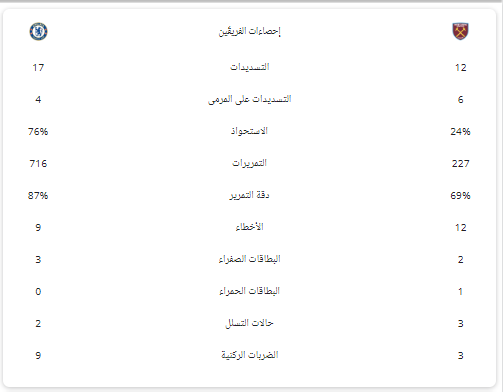 إحصاءات الفريقَين
12 التسديدات 17
6 التسديدات على المرمى 4
24% الاستحواذ 76%
227 التمريرات 716
69% دقة التمرير 87%
12 الأخطاء 9
2 البطاقات الصفراء 3
1 البطاقات الحمراء 0
3 حالات التسلل 2
3 الضربات الركنية 9